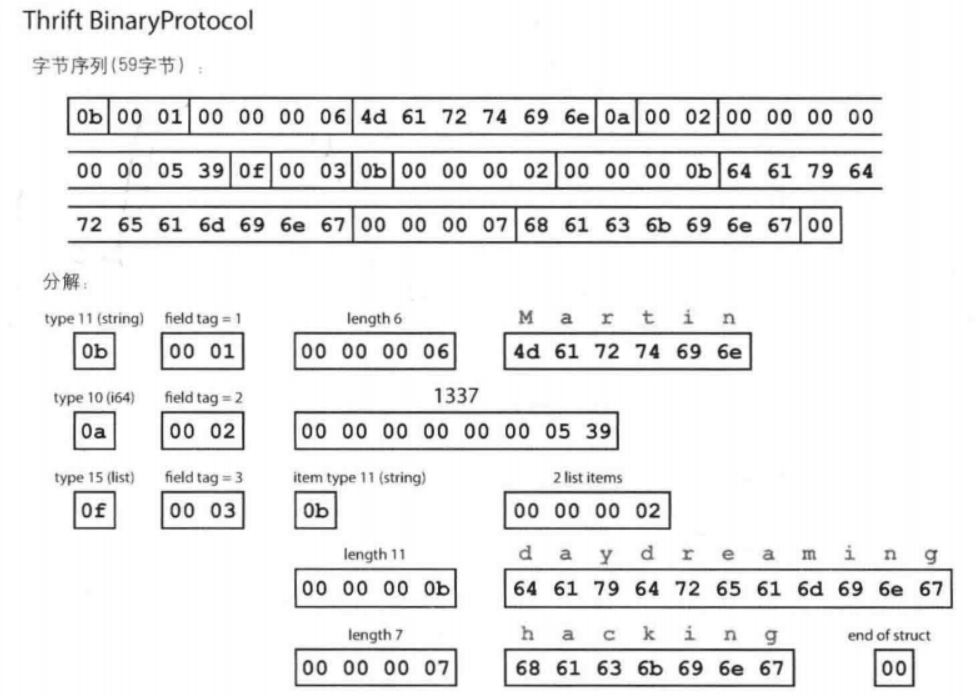 Thrift BinaryProtocol
字节序列(59字节):
0b 00 01 00 00 00 06 4d 61 72 74 69 6e 0a 00 02 00 00 00 00
00 00 05 39 0f 00 03 0b 00 00 00 02 00 00 00 0b 64 61 79 64
72 65 61 6d 69 6e 67 00 00 00 07 68 61 63 6b 69 6e 67 00
分解:
type 11 (string) field tag = 1 length 6 M a r t i n
0b 00 01 00 00 00 06 4d 61 72 74 69 6e
type 10 (i64) field tag = 2 1337
0a 00 02 00 00 00 00 00 00 05 39
type 15 (list) field tag = 3 item type 11 (string) 2 list items
0f 00 03 0b 00 00 00 02
length 11 d a y d r e a m i n g
00 00 00 0b 64 61 79 64 72 65 61 6d 69 6e 67
length 7 h a c k i n g end of struct
00 00 00 07 68 61 63 6b 69 6e 67 00